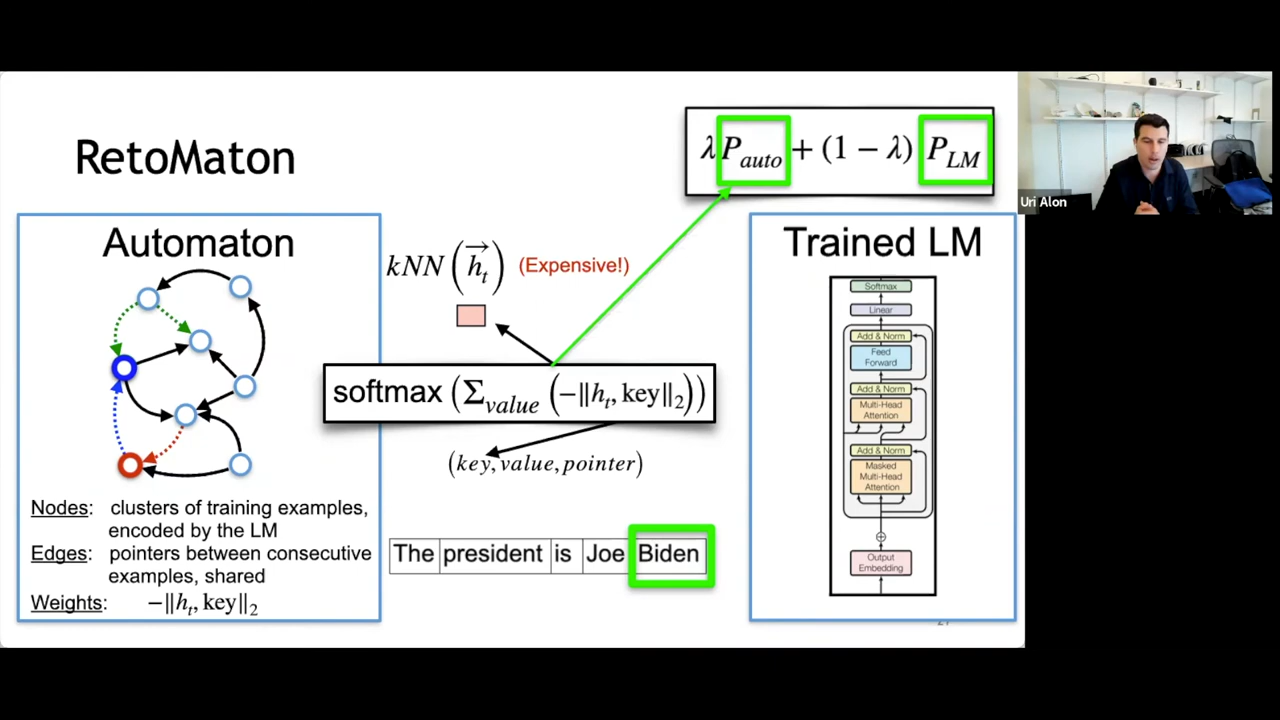 RetoMaton
λP_auto + (1 − λ) P_LM
Uri Alon
Automaton
kNN(h⃗_t) (Expensive!)
softmax (Σ_value (−‖h_t, key‖_2))
(key, value, pointer)
Nodes: clusters of training examples,
encoded by the LM
Edges: pointers between consecutive
examples, shared
Weights: −‖h_t, key‖_2
The president is Joe Biden
Trained LM
Softmax
Linear
Add & Norm
Feed
Forward
Add & Norm
Multi-Head
Attention
Add & Norm
Masked
Multi-Head
Attention
Output
Embedding